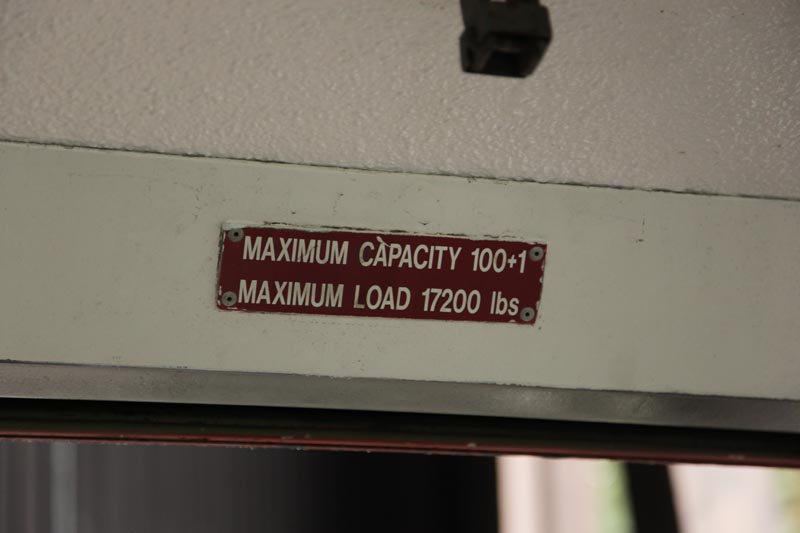 MAXIMUM CAPACITY 100+1
MAXIMUM LOAD 17200 lbs